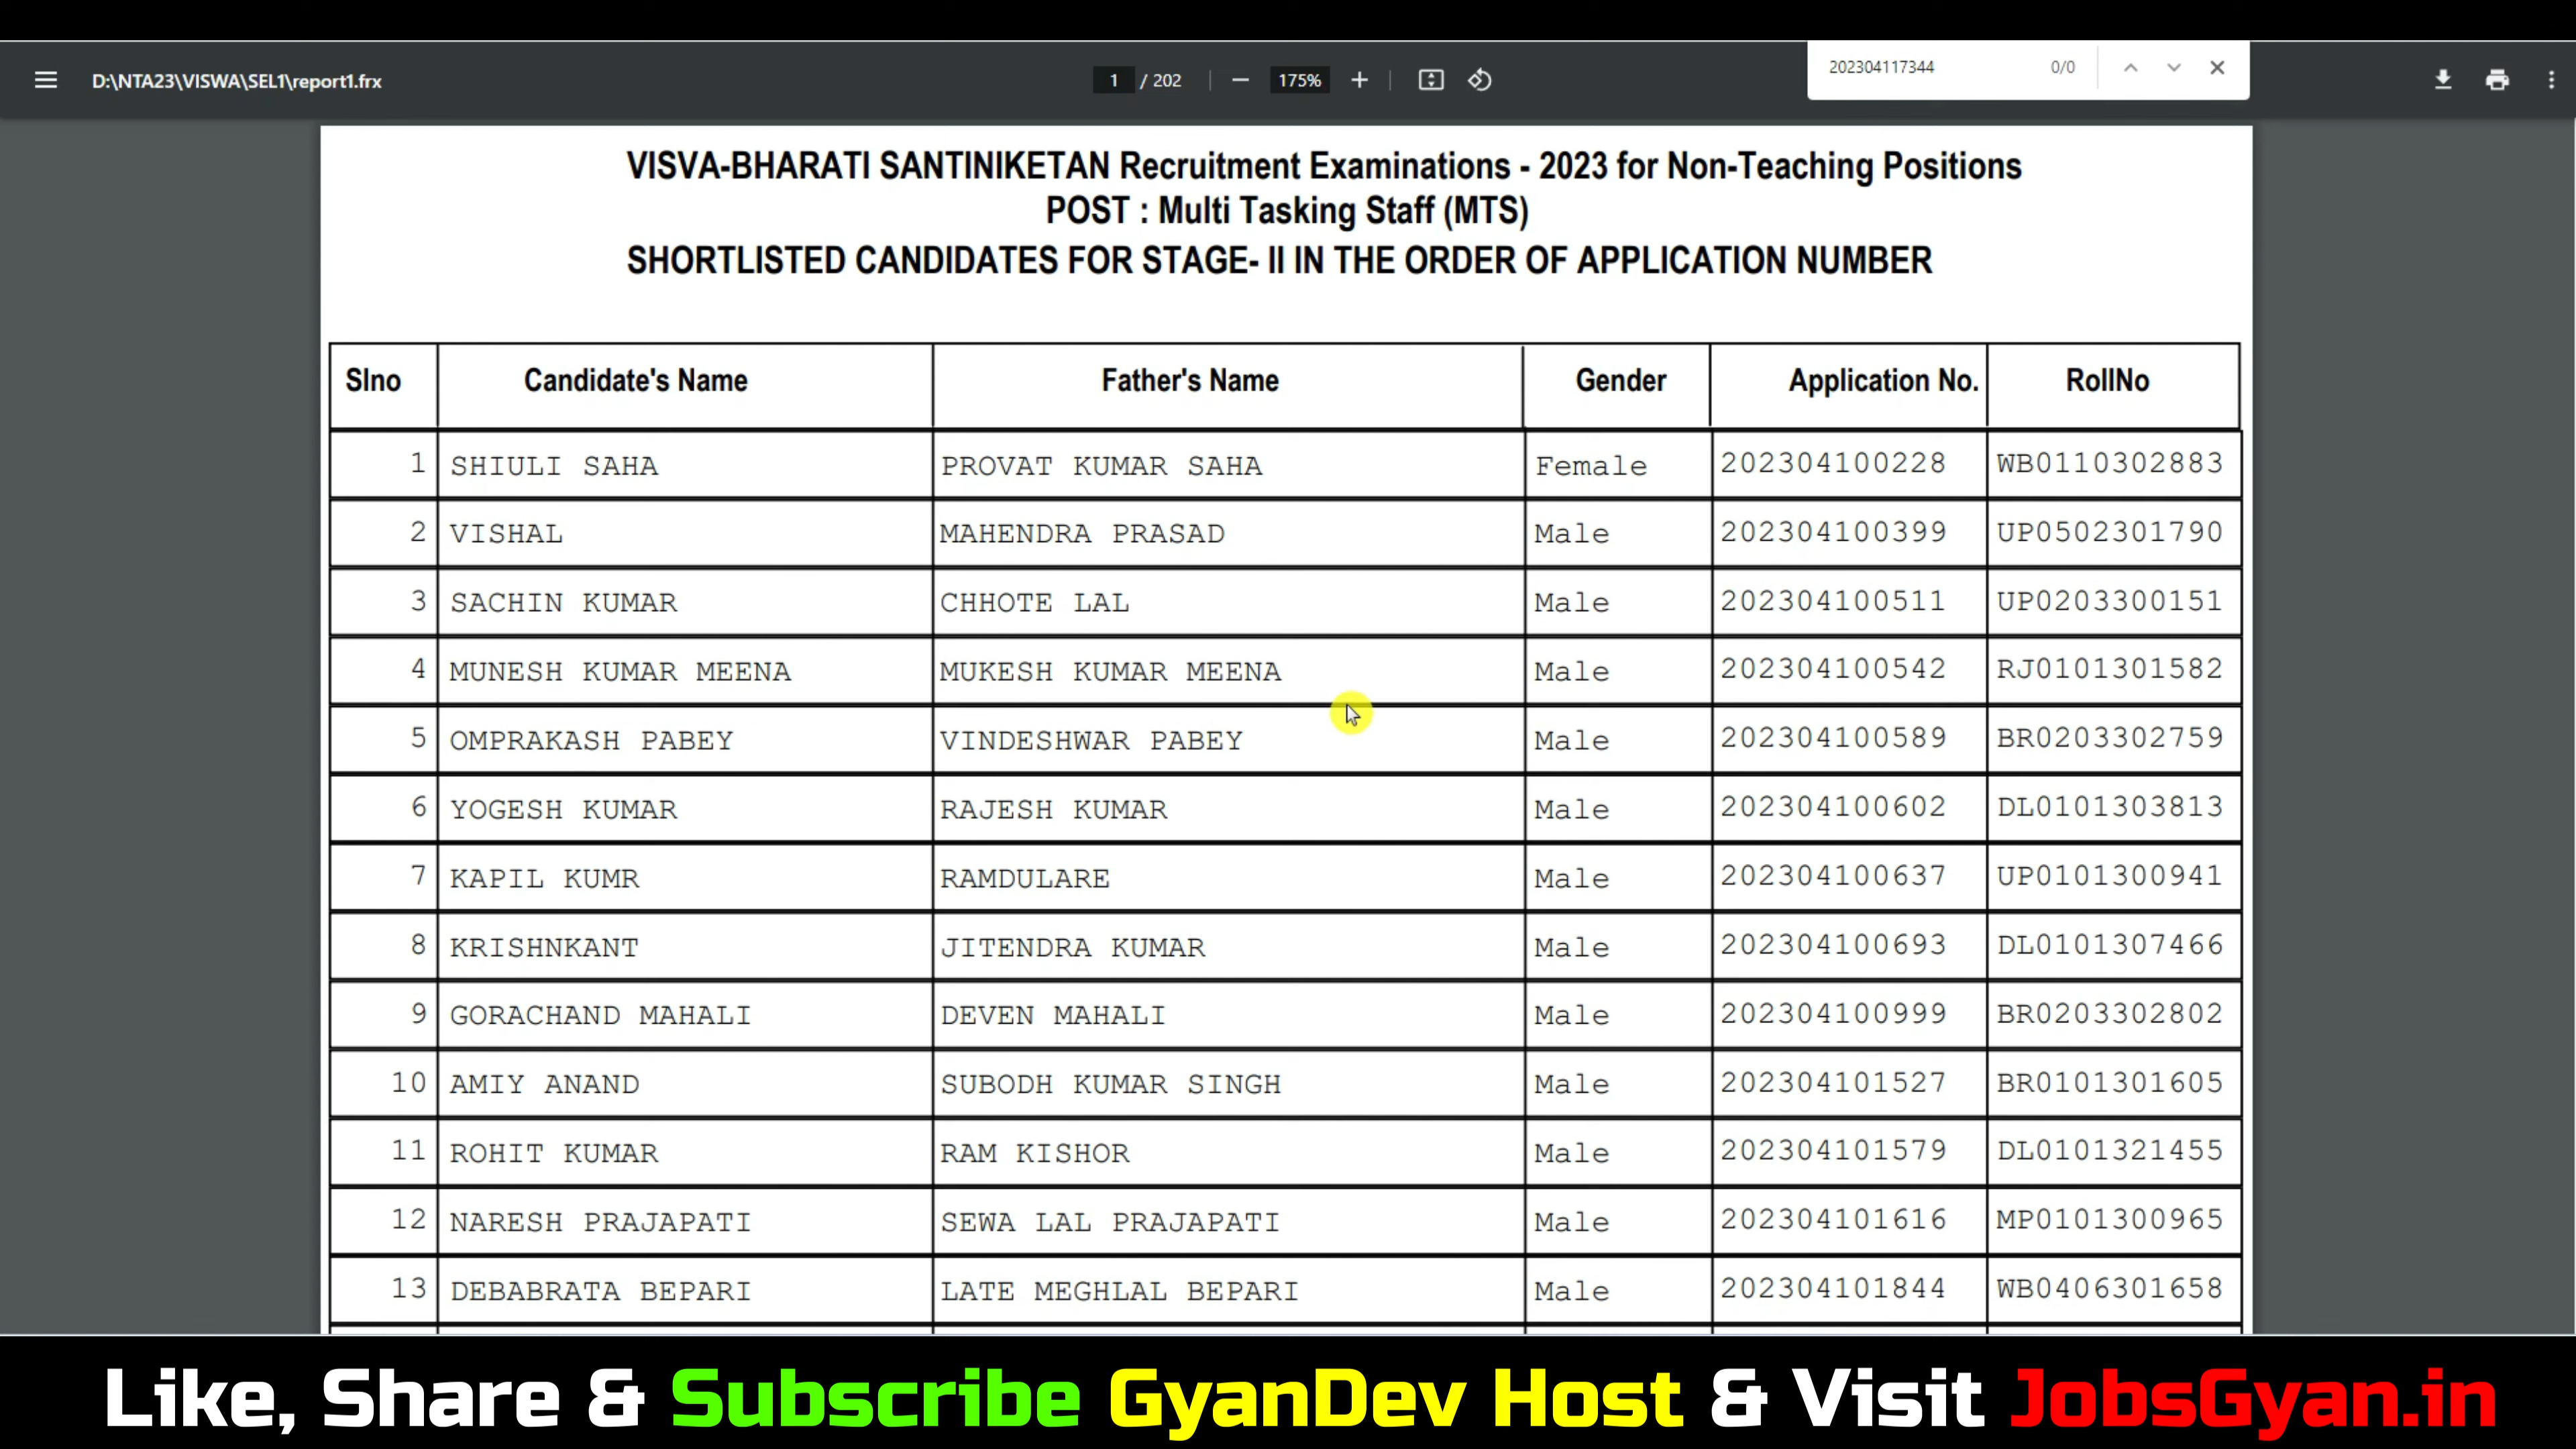 D:\NTA23\VISWA\SEL1\report1.frx 1 / 202 175% 202304117344 0/0
VISVA-BHARATI SANTINIKETAN Recruitment Examinations - 2023 for Non-Teaching Positions
POST : Multi Tasking Staff (MTS)
SHORTLISTED CANDIDATES FOR STAGE- II IN THE ORDER OF APPLICATION NUMBER
Slno Candidate's Name Father's Name Gender Application No. RollNo
1 SHIULI SAHA PROVAT KUMAR SAHA Female 202304100228 WB0110302883
2 VISHAL MAHENDRA PRASAD Male 202304100399 UP0502301790
3 SACHIN KUMAR CHHOTE LAL Male 202304100511 UP0203300151
4 MUNESH KUMAR MEENA MUKESH KUMAR MEENA Male 202304100542 RJ0101301582
5 OMPRAKASH PABEY VINDESHWAR PABEY Male 202304100589 BR0203302759
6 YOGESH KUMAR RAJESH KUMAR Male 202304100602 DL0101303813
7 KAPIL KUMR RAMDULARE Male 202304100637 UP0101300941
8 KRISHNKANT JITENDRA KUMAR Male 202304100693 DL0101307466
9 GORACHAND MAHALI DEVEN MAHALI Male 202304100999 BR0203302802
10 AMIY ANAND SUBODH KUMAR SINGH Male 202304101527 BR0101301605
11 ROHIT KUMAR RAM KISHOR Male 202304101579 DL0101321455
12 NARESH PRAJAPATI SEWA LAL PRAJAPATI Male 202304101616 MP0101300965
13 DEBABRATA BEPARI LATE MEGHLAL BEPARI Male 202304101844 WB0406301658
Like, Share & Subscribe GyanDev Host & Visit JobsGyan.in